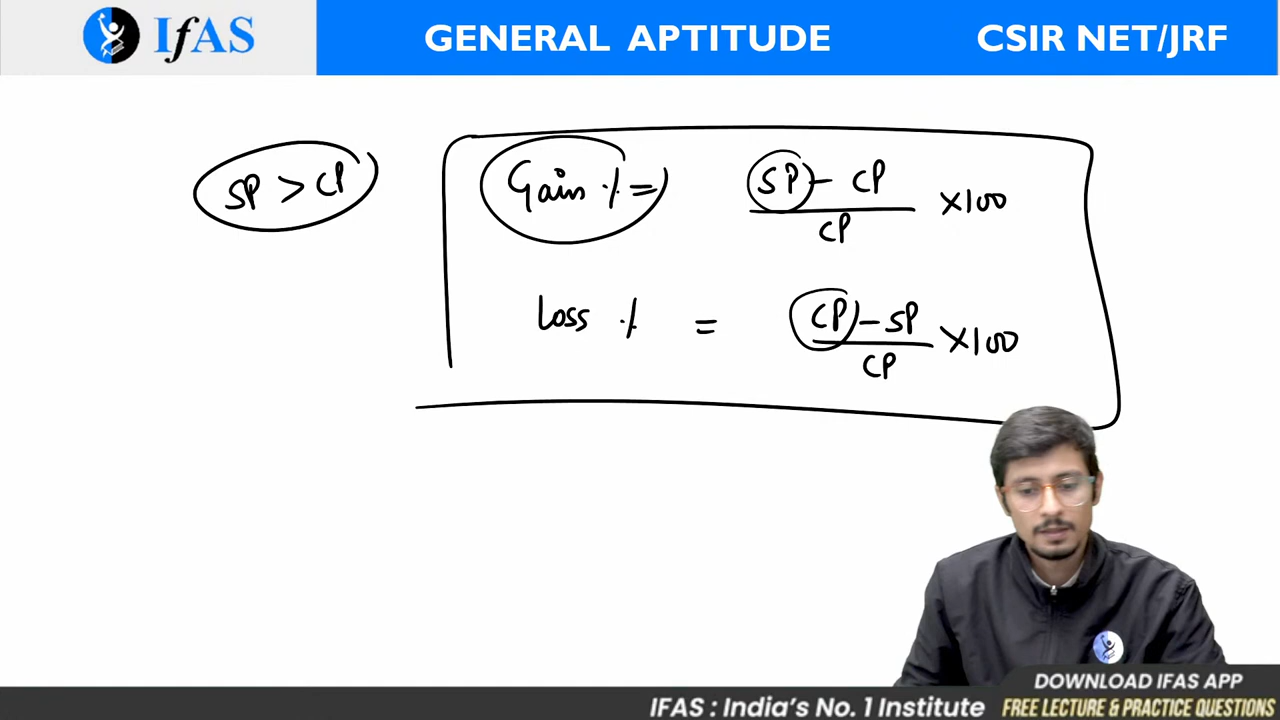 IfAS
GENERAL APTITUDE
CSIR NET/JRF
SP > CP
Gain % =
SP - CP
CP
×100
Loss % =
CP - SP
CP
×100
DOWNLOAD IFAS APP
IFAS : India's No. 1 Institute
FREE LECTURE & PRACTICE QUESTIONS